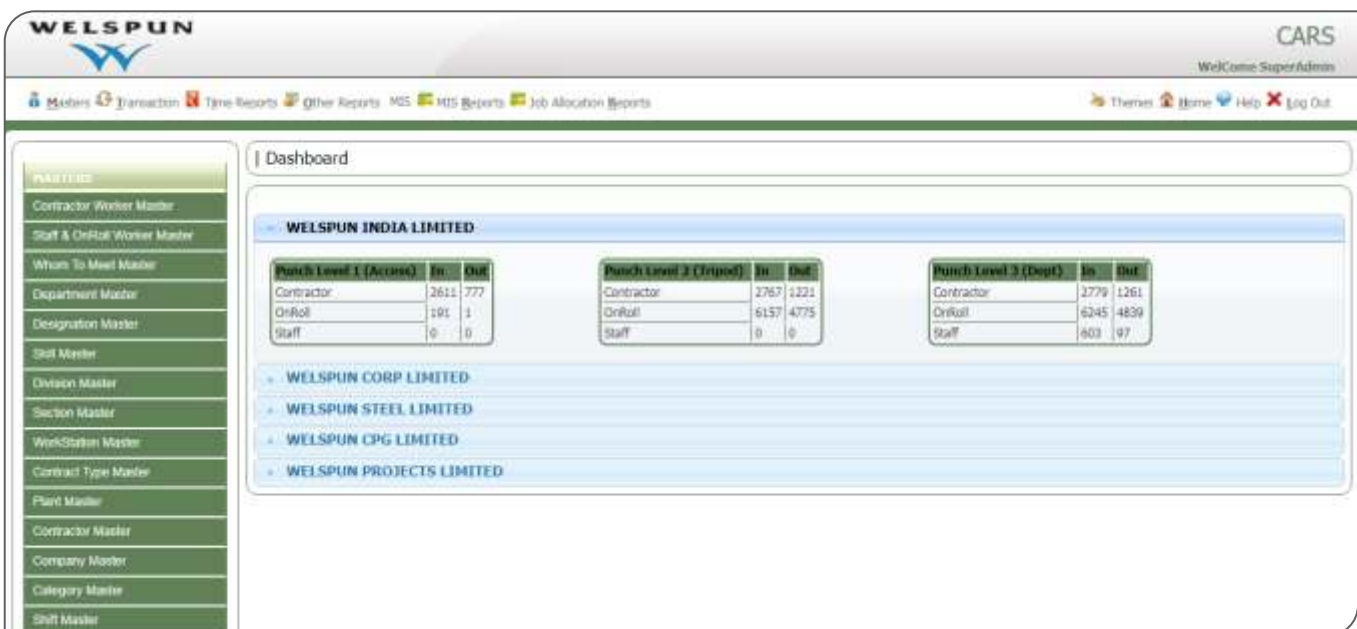 WELSPUN
CARS
WelCome SuperAdmin
Masters Transaction Time Reports Other Reports MIS MIS Reports Job Allocation Reports
Themes Home Help Log Out
MASTERS
Contractor Worker Master
Staff & OnRoll Worker Master
Whom To Meet Master
Department Master
Designation Master
Skill Master
Division Master
Section Master
WorkStation Master
Contract Type Master
Plant Master
Contractor Master
Company Master
Category Master
Shift Master
| Dashboard
WELSPUN INDIA LIMITED
Punch Level 1 (Access) In Out
Contractor 2611 777
OnRoll 191 1
Staff 0 0
Punch Level 2 (Tripod) In Out
Contractor 2767 1221
OnRoll 6157 4775
Staff 0 0
Punch Level 3 (Dept) In Out
Contractor 2779 1261
OnRoll 6245 4839
Staff 603 97
WELSPUN CORP LIMITED
WELSPUN STEEL LIMITED
WELSPUN CPG LIMITED
WELSPUN PROJECTS LIMITED